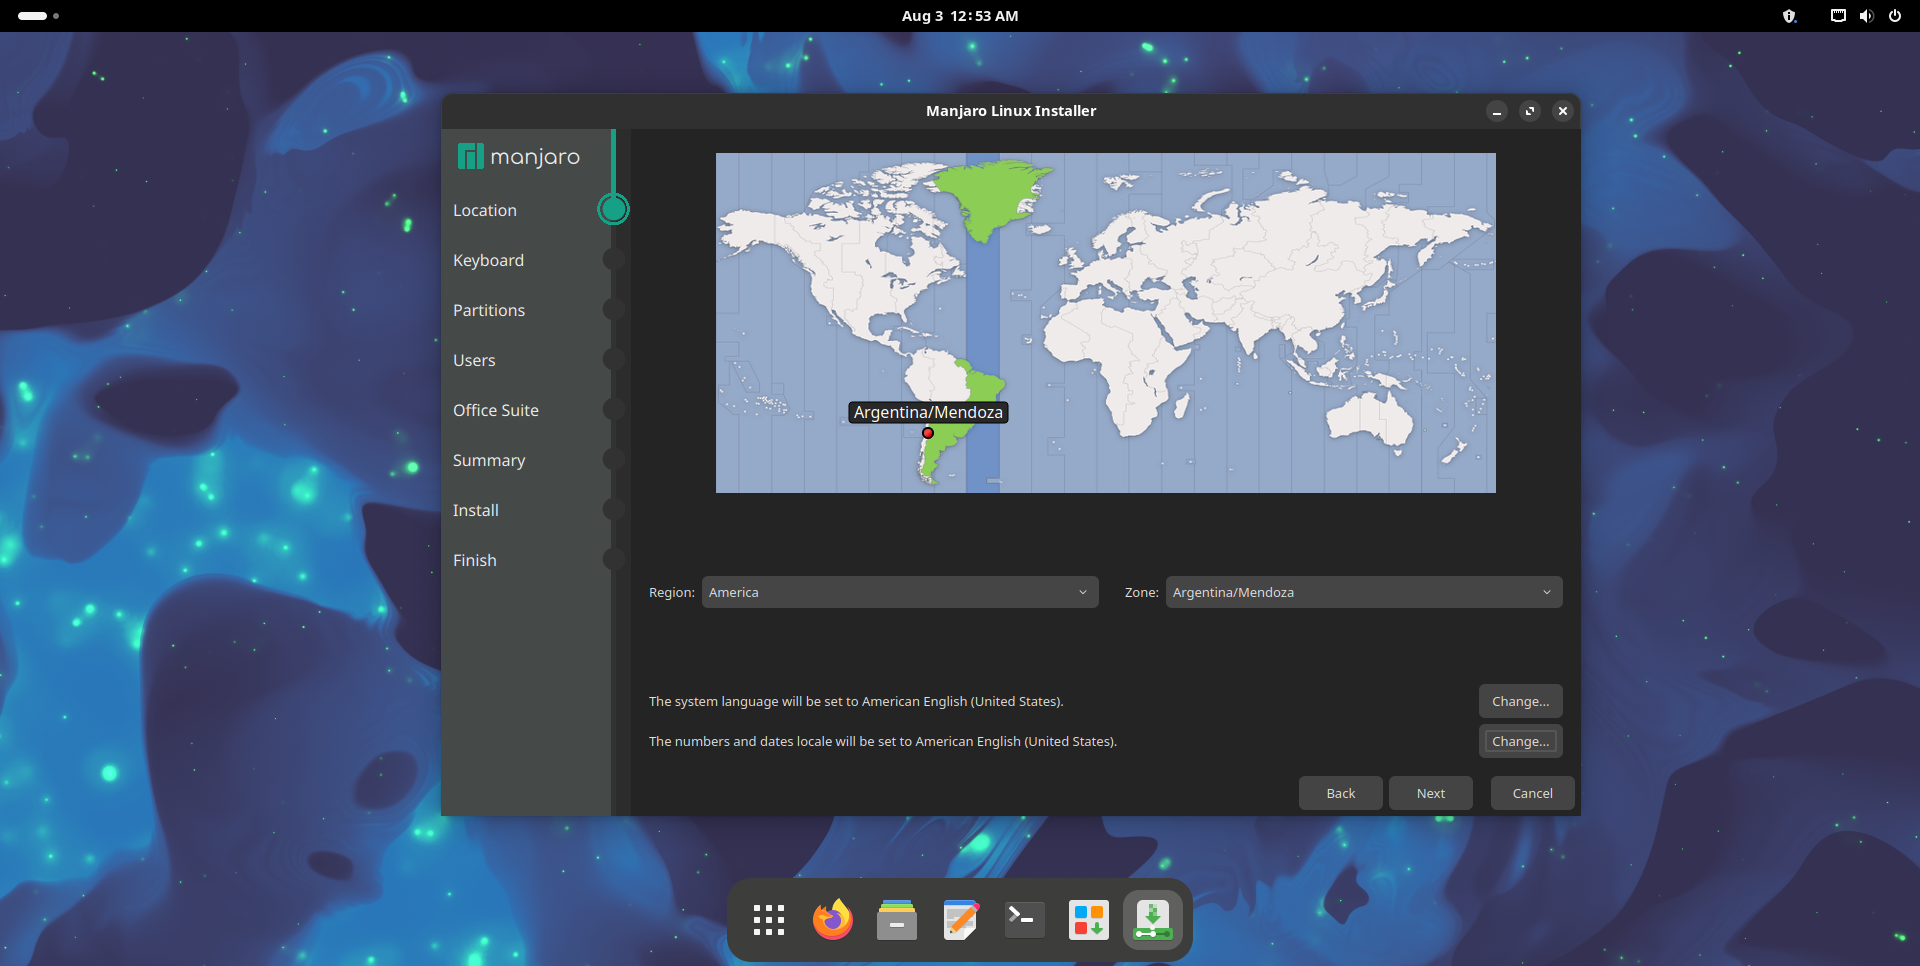 Aug 3 12:53 AM
Manjaro Linux Installer
manjaro
Location
Keyboard
Partitions
Users
Office Suite
Summary
Install
Finish
Argentina/Mendoza
Region: America Zone: Argentina/Mendoza
The system language will be set to American English (United States). Change...
The numbers and dates locale will be set to American English (United States). Change...
Back Next Cancel